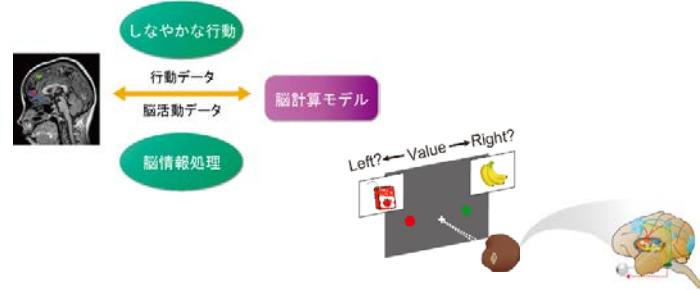 しなやかな行動
行動データ
脳活動データ
脳計算モデル
脳情報処理
Left? Value Right?